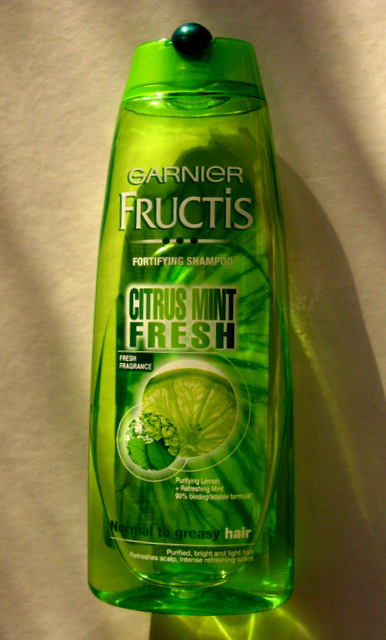 GARNIER
FRUCTIS
FORTIFYING SHAMPOO
CITRUS MINT
FRESH
FRESH
FRAGRANCE
Purifying Lemon
+ Refreshing Mint
90% biodegradable formula*
Normal to greasy hair
Purified, bright and light hair
Refreshes scalp, Intense refreshing scent